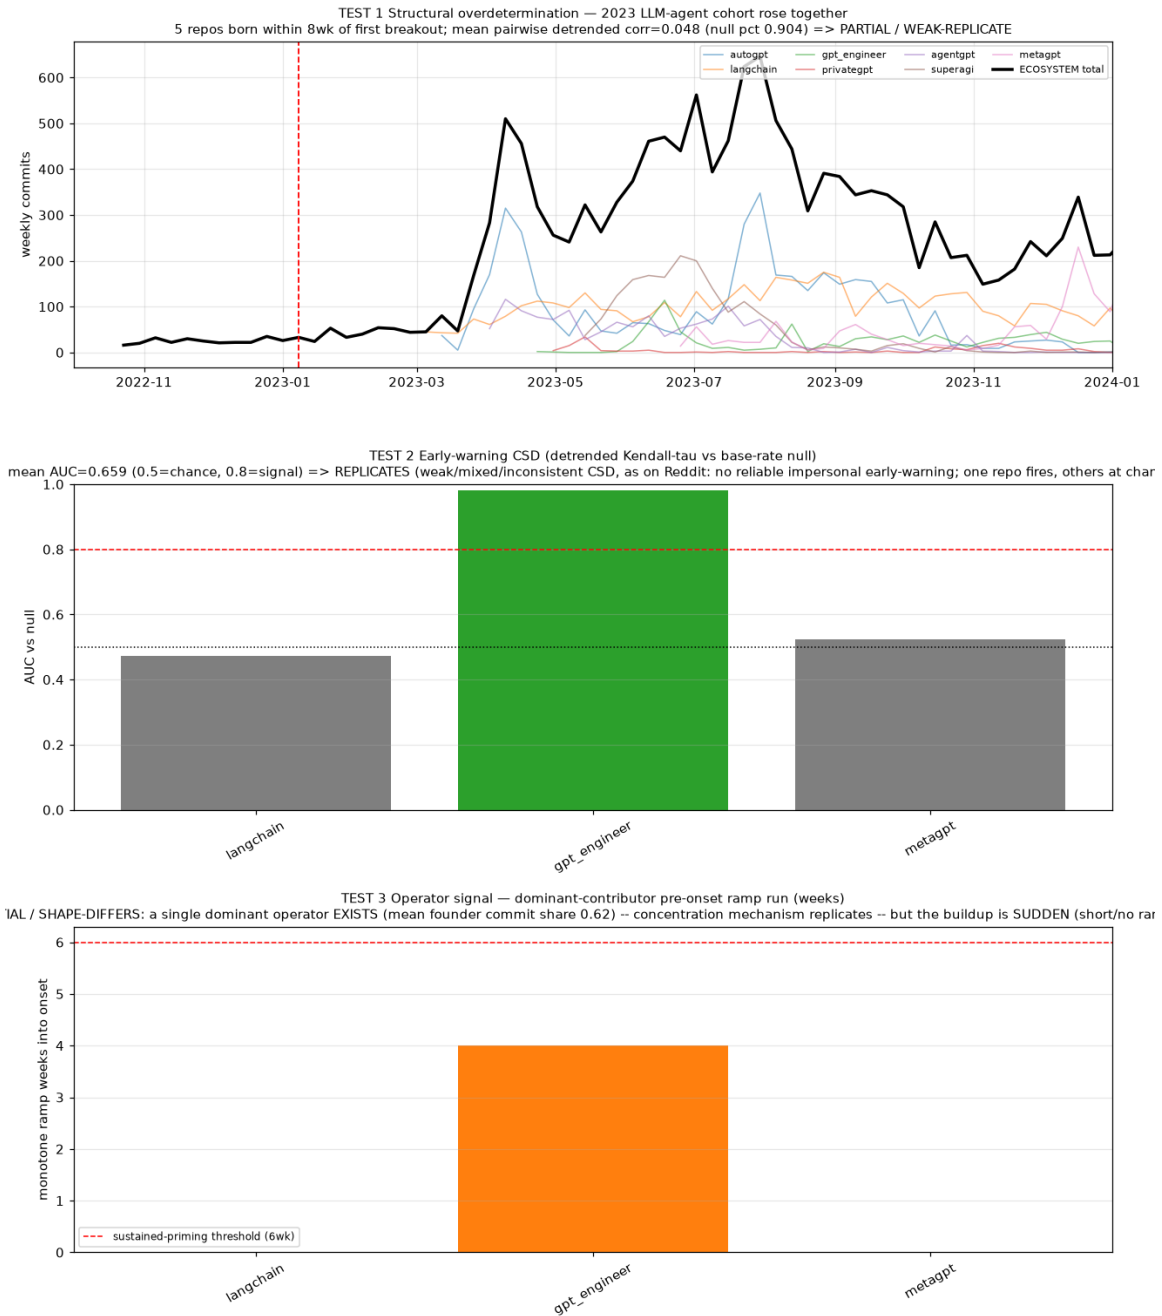 TEST 1 Structural overdetermination — 2023 LLM-agent cohort rose together
5 repos born within 8wk of first breakout; mean pairwise detrended corr=0.048 (null pct 0.904) => PARTIAL / WEAK-REPLICATE
autogpt
langchain
gpt_engineer
privategpt
agentgpt
superagi
metagpt
ECOSYSTEM total
weekly commits
600
500
400
300
200
100
0
2022-11 2023-01 2023-03 2023-05 2023-07 2023-09 2023-11 2024-01
TEST 2 Early-warning CSD (detrended Kendall-tau vs base-rate null)
mean AUC=0.659 (0.5=chance, 0.8=signal) => REPLICATES (weak/mixed/inconsistent CSD, as on Reddit: no reliable impersonal early-warning; one repo fires, others at char
AUC vs null
1.0
0.8
0.6
0.4
0.2
0.0
langchain gpt_engineer metagpt
TEST 3 Operator signal — dominant-contributor pre-onset ramp run (weeks)
IAL / SHAPE-DIFFERS: a single dominant operator EXISTS (mean founder commit share 0.62) -- concentration mechanism replicates -- but the buildup is SUDDEN (short/no rar
monotone ramp weeks into onset
6
5
4
3
2
1
0
sustained-priming threshold (6wk)
langchain gpt_engineer metagpt